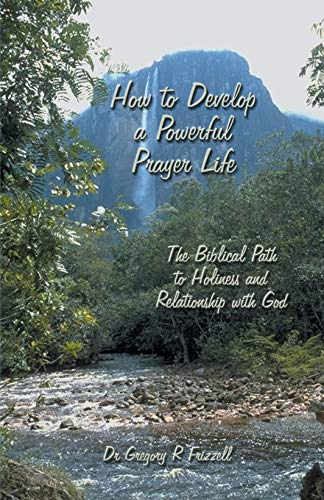 How to Develop
a Powerful
Prayer Life
The Biblical Path
to Holiness and
Relationship with God
Dr Gregory R Frizzell